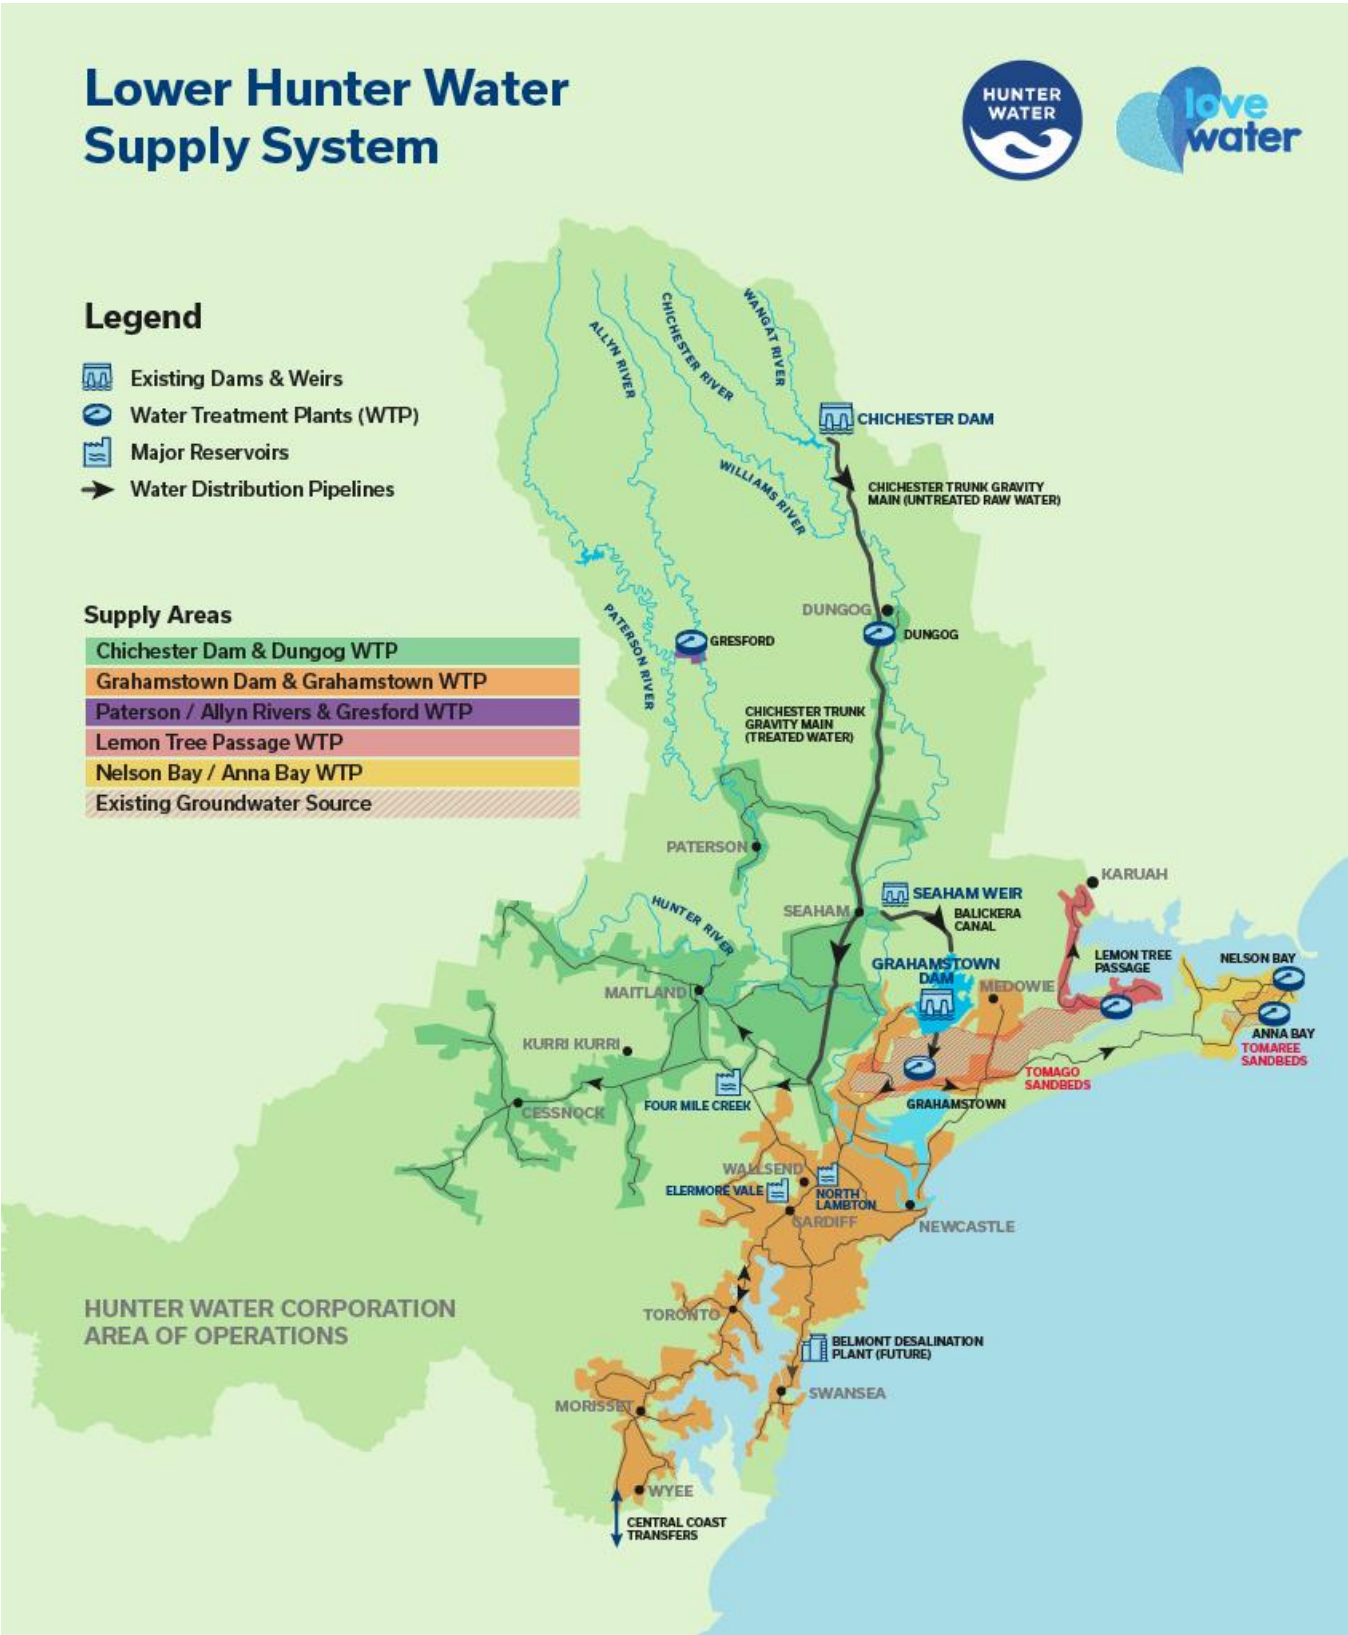 Lower Hunter Water
Supply System
HUNTER
WATER
love
water
Legend
Existing Dams & Weirs
Water Treatment Plants (WTP)
Major Reservoirs
Water Distribution Pipelines
Supply Areas
Chichester Dam & Dungog WTP
Grahamstown Dam & Grahamstown WTP
Paterson / Allyn Rivers & Gresford WTP
Lemon Tree Passage WTP
Nelson Bay / Anna Bay WTP
Existing Groundwater Source
ALLYN RIVER
CHICHESTER RIVER
WANGAT RIVER
CHICHESTER DAM
WILLIAMS RIVER
CHICHESTER TRUNK GRAVITY
MAIN (UNTREATED RAW WATER)
DUNGOG
DUNGOG
GRESFORD
PATERSON RIVER
CHICHESTER TRUNK
GRAVITY MAIN
(TREATED WATER)
PATERSON
KARUAH
SEAHAM WEIR
SEAHAM
BALICKERA
CANAL
HUNTER RIVER
GRAHAMSTOWN
DAM
LEMON TREE
PASSAGE
NELSON BAY
MEDOWIE
MAITLAND
ANNA BAY
TOMAREE
SANDBEDS
KURRI KURRI
TOMAGO
SANDBEDS
FOUR MILE CREEK
GRAHAMSTOWN
CESSNOCK
WALLSEND
ELERMORE VALE
NORTH
LAMBTON
CARDIFF
NEWCASTLE
HUNTER WATER CORPORATION
AREA OF OPERATIONS
TORONTO
BELMONT DESALINATION
PLANT (FUTURE)
SWANSEA
MORISSET
WYEE
CENTRAL COAST
TRANSFERS